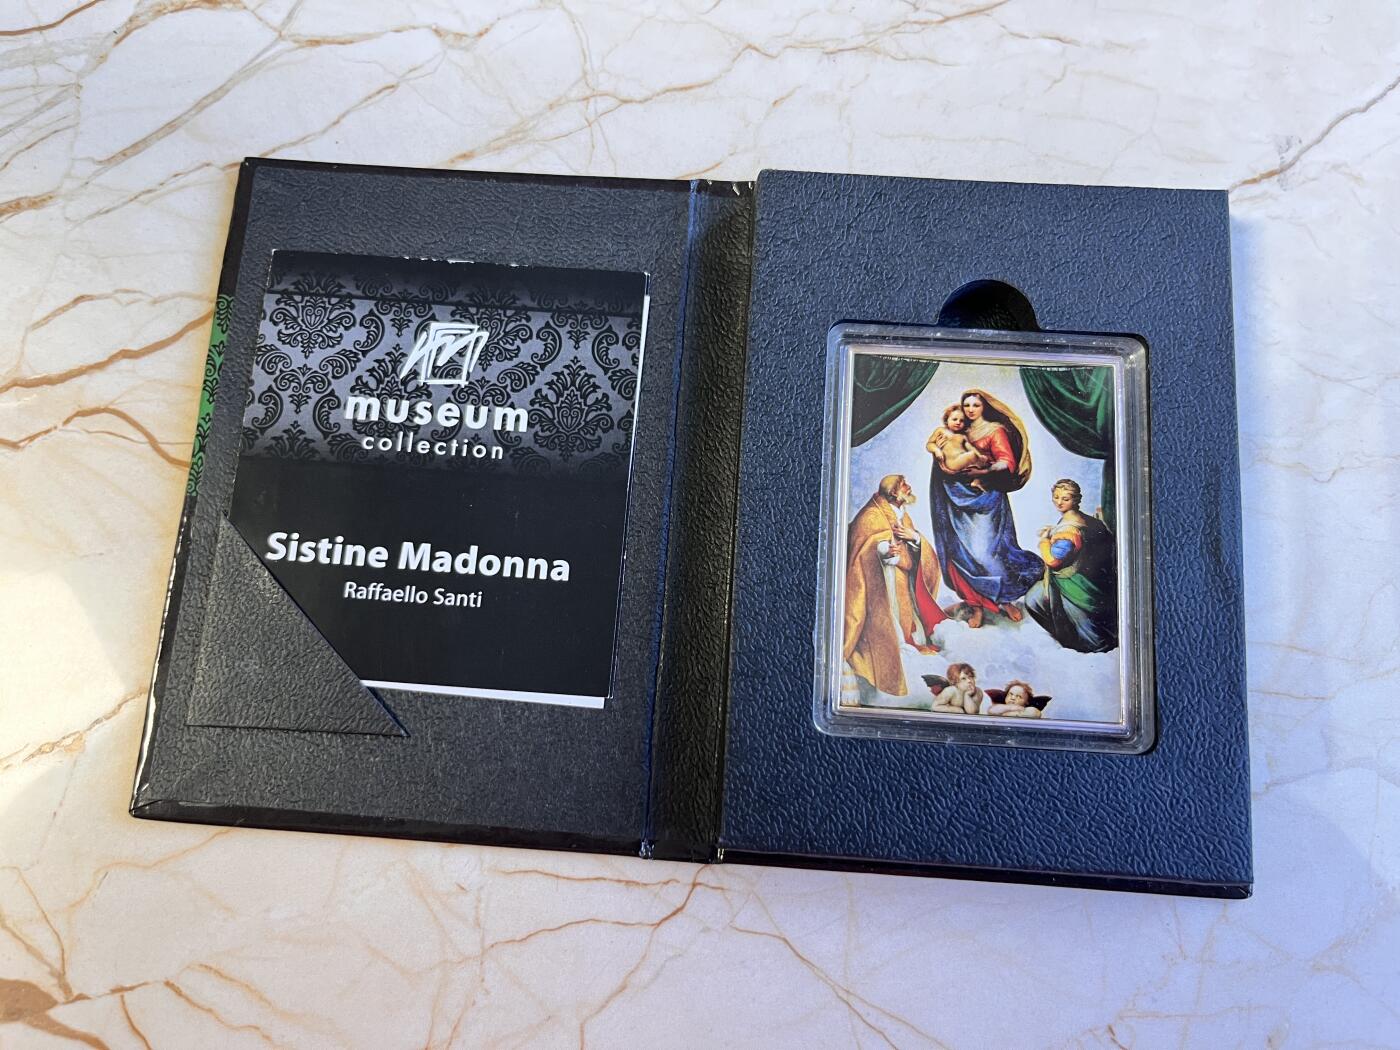 museum
collection
Sistine Madonna
Raffaello Santi